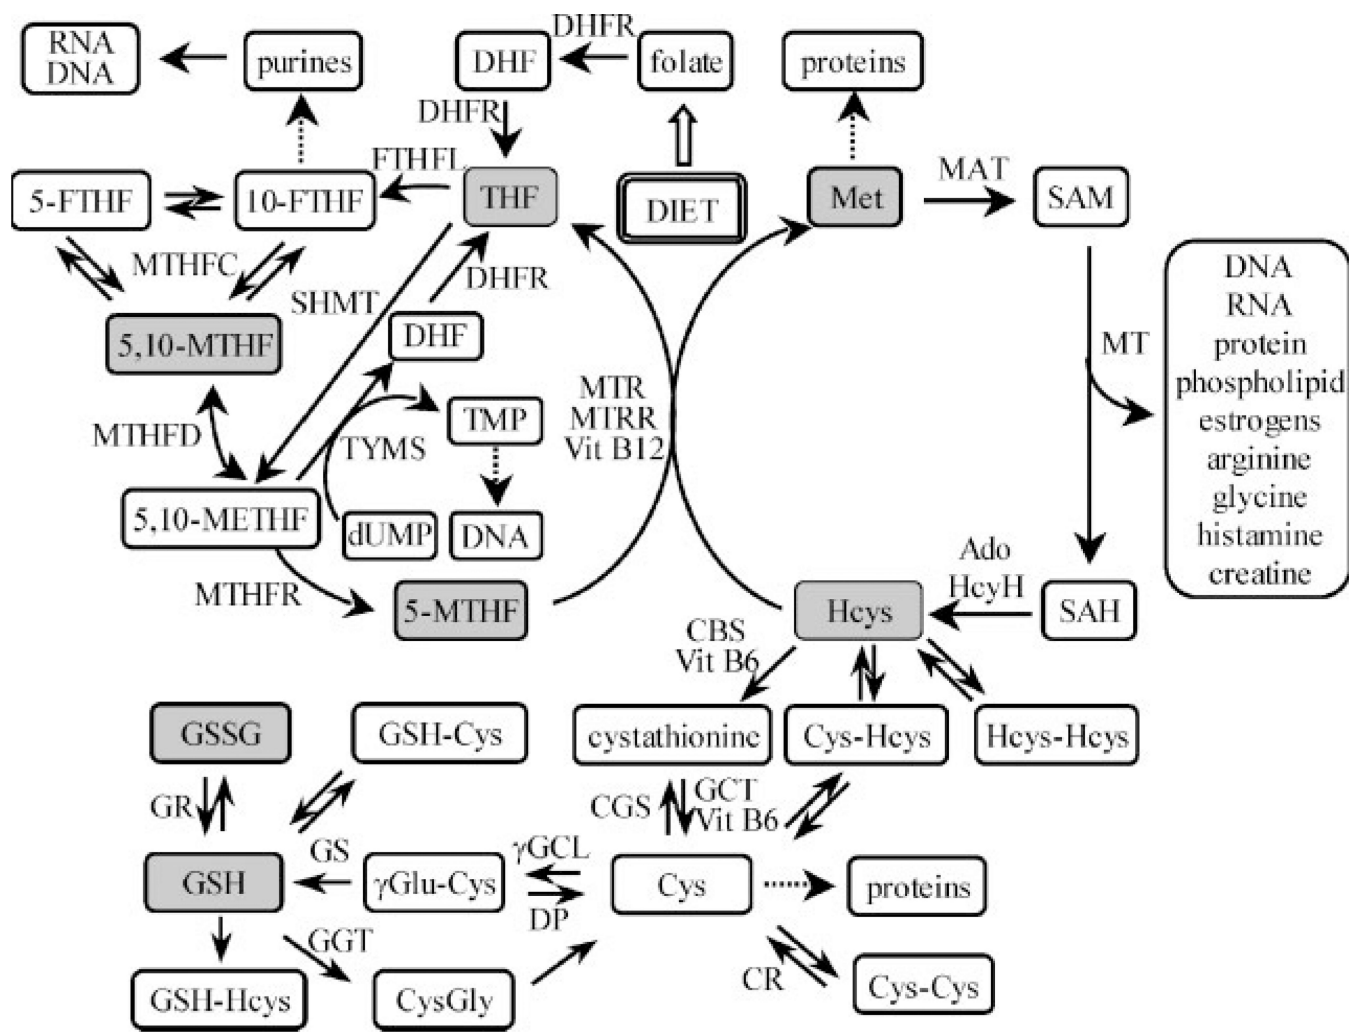 RNA
DNA
purines
DHF
DHFR
folate
proteins
DHFR
FTHFL
5-FTHF
10-FTHF
THF
DIET
Met
MAT
SAM
MTHFC
SHMT
DHFR
DNA
RNA
protein
phospholipid
estrogens
arginine
glycine
histamine
creatine
MT
5,10-MTHF
DHF
MTR
MTRR
Vit B12
MTHFD
TYMS
TMP
5,10-METHF
dUMP
DNA
MTHFR
5-MTHF
Hcys
Ado
HcyH
SAH
CBS
Vit B6
GSSG
GSH-Cys
cystathionine
Cys-Hcys
Hcys-Hcys
GR
CGS
GCT
Vit B6
GSH
GS
γGlu-Cys
γGCL
DP
Cys
proteins
GGT
GSH-Hcys
CysGly
CR
Cys-Cys